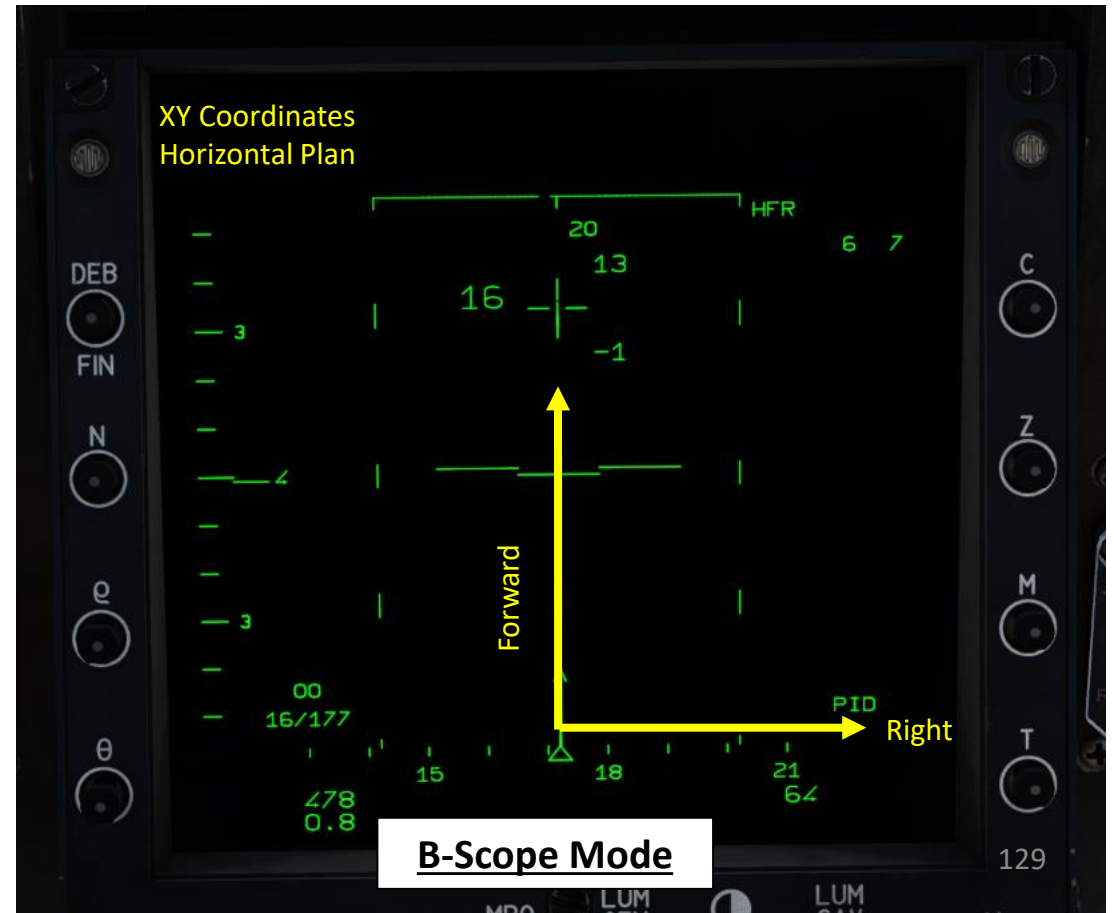 XY Coordinates
Horizontal Plan
HFR
20
6 7
13
DEB
C
16
3
FIN
-1
N
Z
4
Forward
ϱ
M
3
00
PID
16/177
Right
θ
T
15
18
21
478
64
0.8
B-Scope Mode
129
LUM
LUM